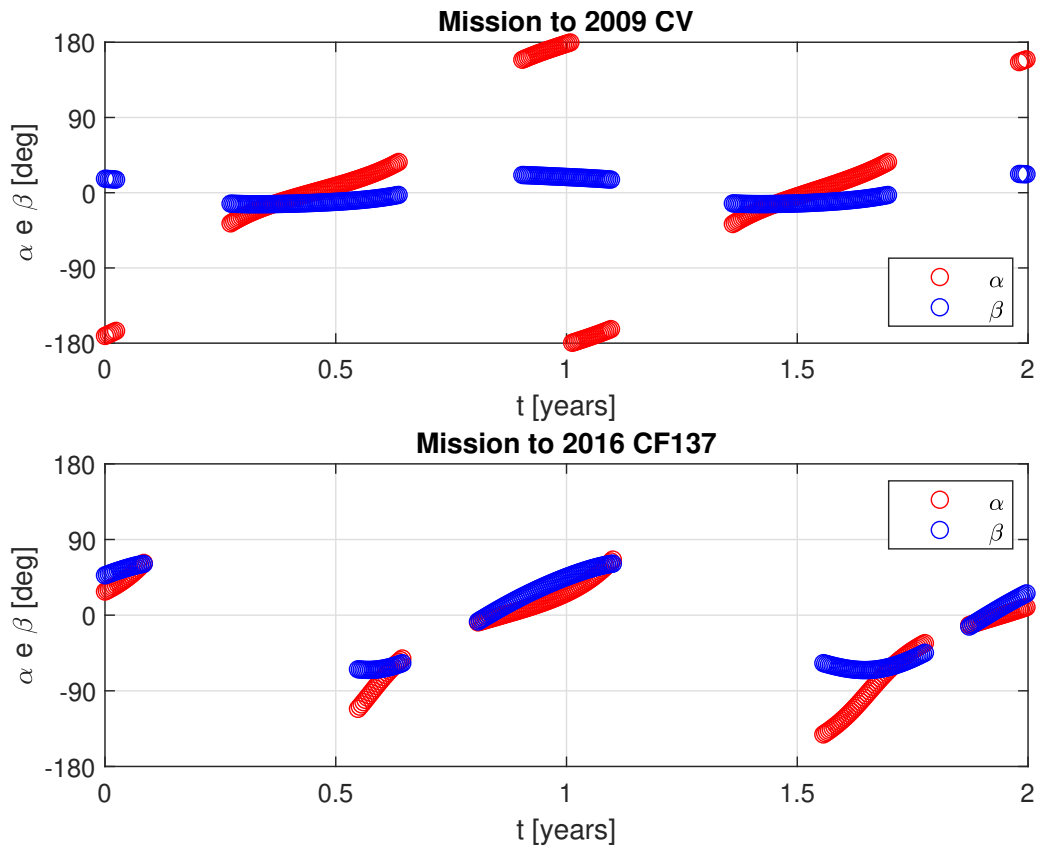 Mission to 2009 CV
180
90
0
-90
-180
α e β [deg]
0
0.5
1
1.5
2
t [years]
α
β
Mission to 2016 CF137
180
90
0
-90
-180
α e β [deg]
0
0.5
1
1.5
2
t [years]
α
β